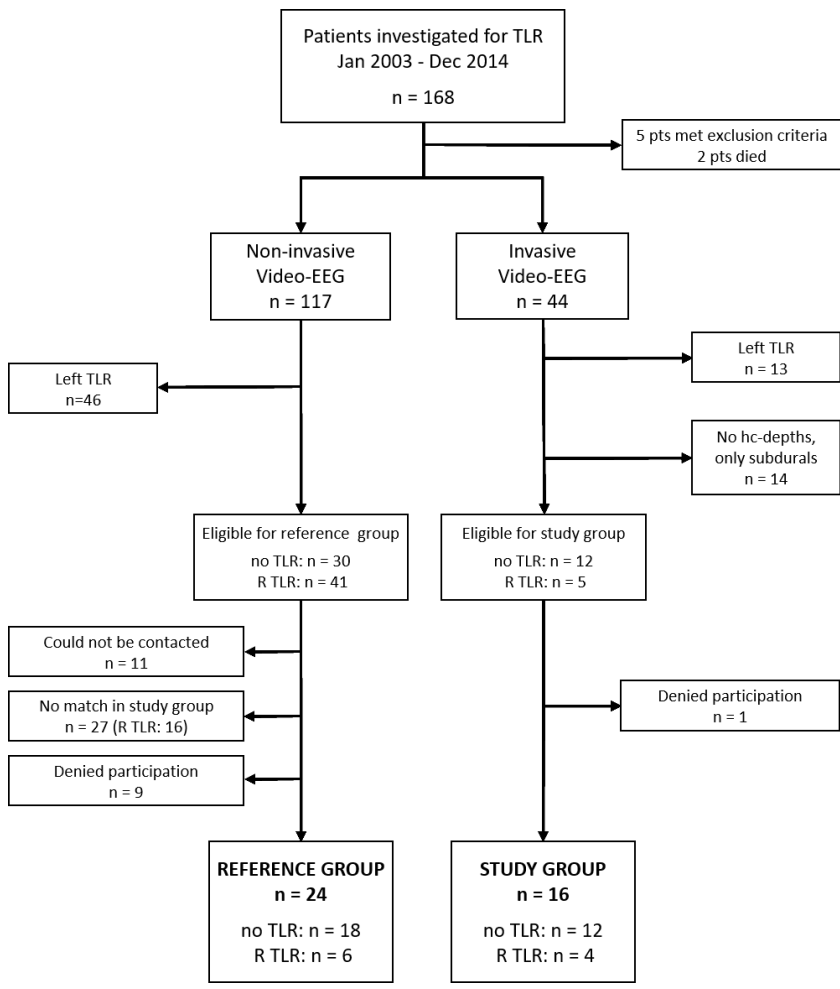 Patients investigated for TLR
Jan 2003 - Dec 2014
n = 168
5 pts met exclusion criteria
2 pts died
Non-invasive
Video-EEG
n = 117
Invasive
Video-EEG
n = 44
Left TLR
n=46
Left TLR
n = 13
No hc-depths,
only subdurals
n = 14
Eligible for reference group
no TLR: n = 30
R TLR: n = 41
Eligible for study group
no TLR: n = 12
R TLR: n = 5
Could not be contacted
n = 11
No match in study group
n = 27 (R TLR: 16)
Denied participation
n = 9
Denied participation
n = 1
REFERENCE GROUP
n = 24
no TLR: n = 18
R TLR: n = 6
STUDY GROUP
n = 16
no TLR: n = 12
R TLR: n = 4